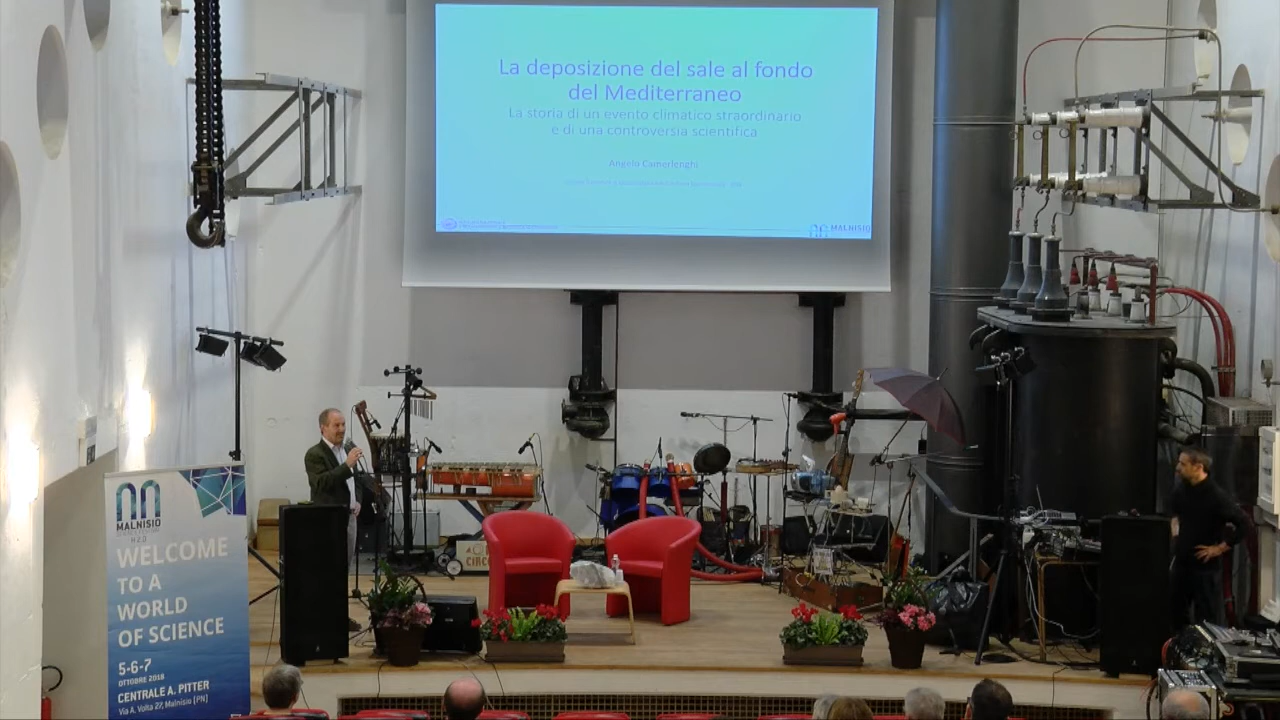 La deposizione del sale al fondo
del Mediterraneo
La storia di un evento climatico straordinario
e di una controversia scientifica
Angelo Camerlenghi
MALNISIO
MALNISIO
H2O
WELCOME
TO A
WORLD
OF SCIENCE
5-6-7
OTTOBRE 2018
CENTRALE A. PITTER
Via A. Volta 27, Malnisio (PN)
CIRCO